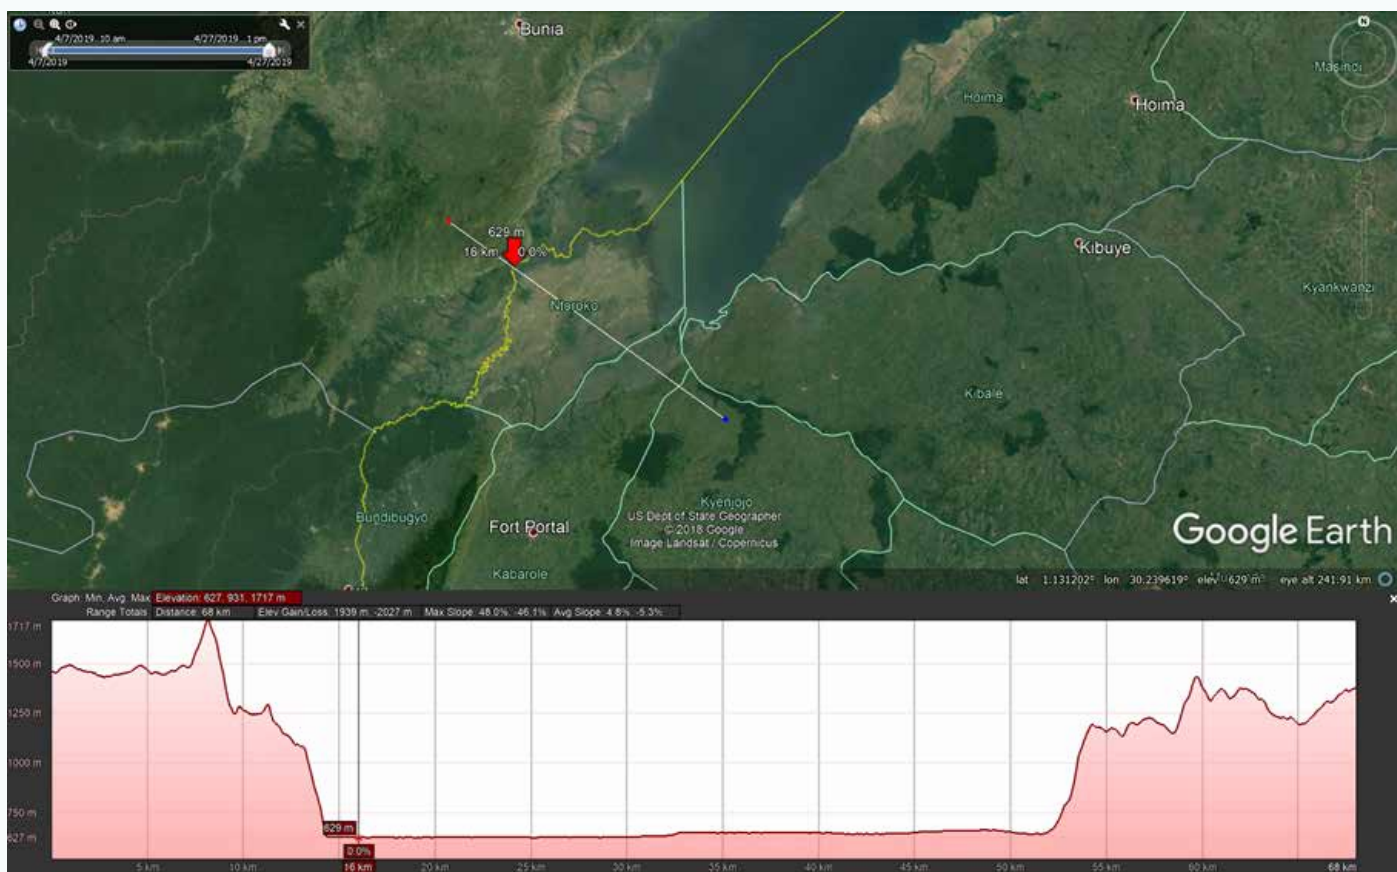 4/7/2019...10 am 4/27/2019...1 pm
4/7/2019 4/27/2019
Bunia
N
Masindi
Hoima
Hoima
629 m
16 km 0.0%
Kibuye
Ntoroko
Kyankwanzi
Kibale
Kyenjojo
Bundibugyo
Fort Portal
US Dept of State Geographer
© 2018 Google
Image Landsat / Copernicus
Google Earth
Kabarole
lat 1.131202° lon 30.239619° elev 629 m eye alt 241.91 km
Graph: Min, Avg, Max Elevation: 627, 931, 1717 m
Range Totals: Distance: 68 km Elev Gain/Loss: 1939 m, -2027 m Max Slope: 48.0%, -46.1% Avg Slope: 4.8%, -5.3%
1717 m
1500 m
1250 m
1000 m
750 m
629 m
627 m
0.0%
5 km 10 km 16 km 20 km 25 km 30 km 35 km 40 km 45 km 50 km 55 km 60 km 68 km